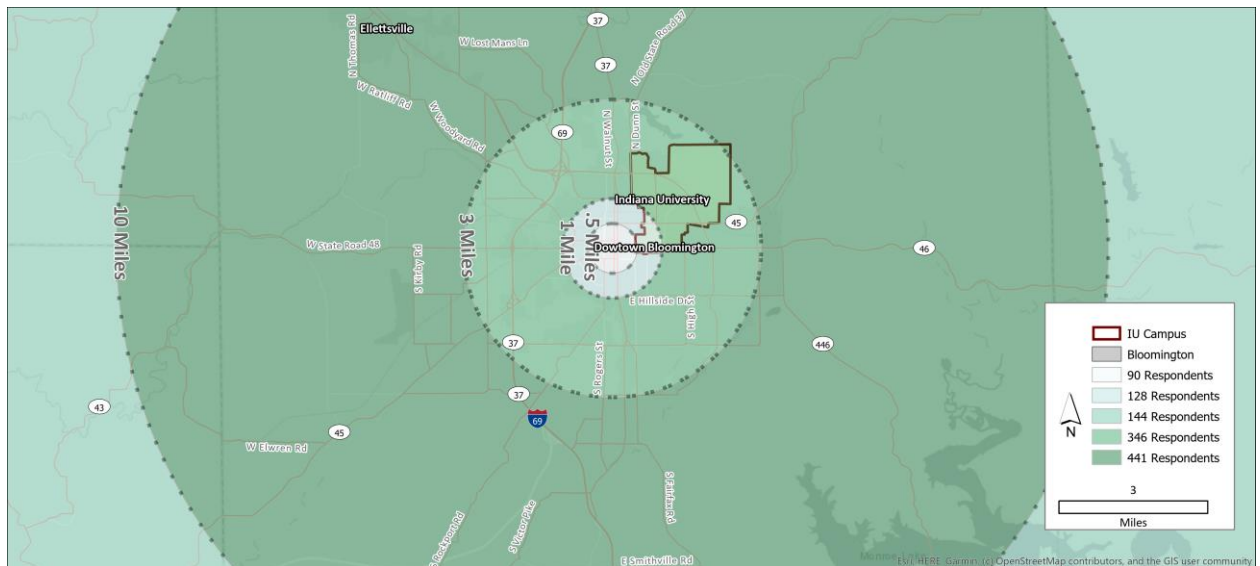 37
Ellettsville
W Lost Mans Ln
37
N Old State Road 37
N Thomas Rd
W Ratliff Rd
W Woodyard Rd
69
N Walnut St
N Dunn St
Indiana University
45
10 Miles
3 Miles
1 Mile
.5 Miles
W State Road 48
Dowtown Bloomington
46
S Kirby Rd
E Hillside Dr
S High St
37
446
S Rogers St
37
69
43
45
W Elwren Rd
S Fairfax Rd
S Victor Pike
S Rockport Rd
E Smithville Rd
IU Campus
Bloomington
90 Respondents
128 Respondents
144 Respondents
346 Respondents
441 Respondents
N
3
Miles
Esri, HERE, Garmin, (c) OpenStreetMap contributors, and the GIS user community